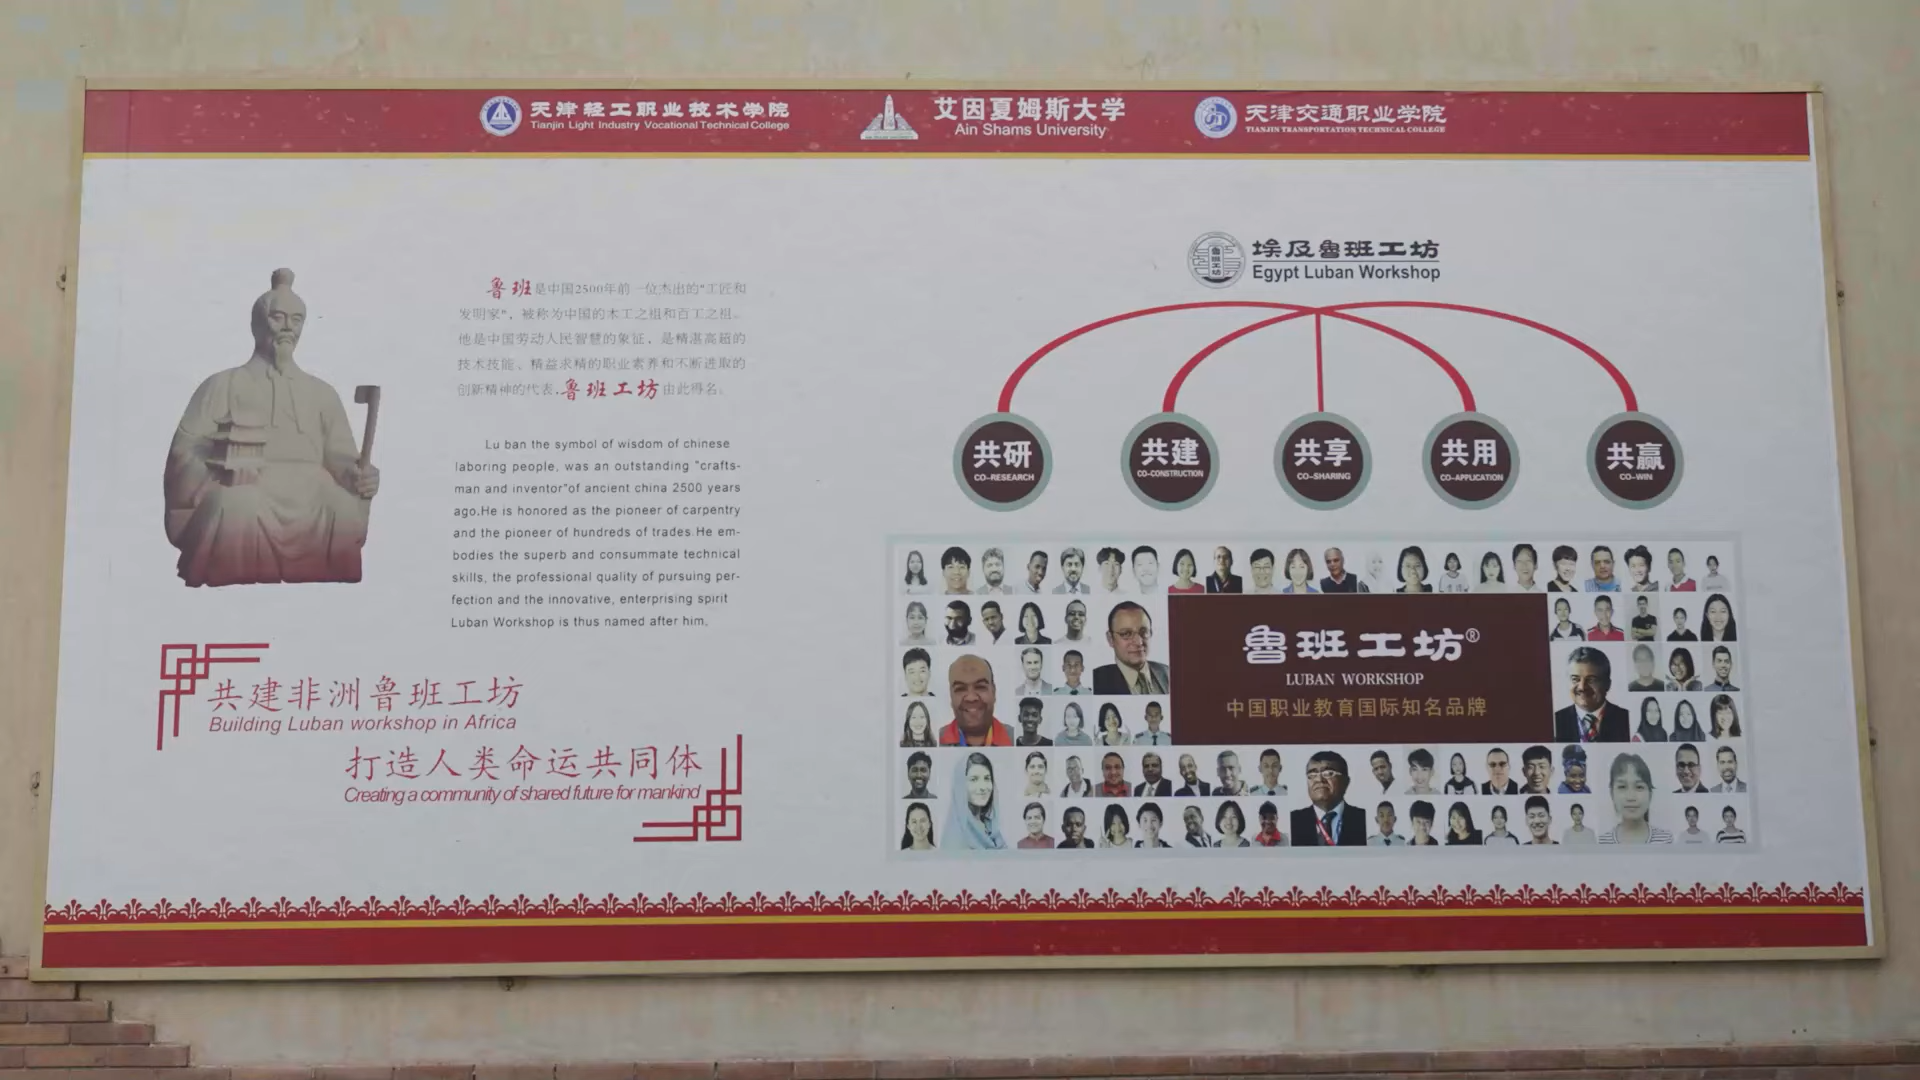 天津轻工职业技术学院
Tianjin Light Industry Vocational Technical College
艾因夏姆斯大学
Ain Shams University
天津交通职业学院
TIANJIN TRANSPORTATION TECHNICAL COLLEGE
鲁班是中国2500年前一位杰出的“工匠和
发明家”，被称为中国的木工之祖和百工之祖。
他是中国劳动人民智慧的象征，是精湛高超的
技术技能、精益求精的职业素养和不断进取的
创新精神的代表,鲁班工坊由此得名。
Lu ban the symbol of wisdom of chinese
laboring people, was an outstanding "crafts-
man and inventor"of ancient china 2500 years
ago.He is honored as the pioneer of carpentry
and the pioneer of hundreds of trades.He em-
bodies the superb and consummate technical
skills, the professional quality of pursuing per-
fection and the innovative, enterprising spirit
Luban Workshop is thus named after him,
共建非洲鲁班工坊
Building Luban workshop in Africa
打造人类命运共同体
Creating a community of shared future for mankind
鲁班工坊
埃及鲁班工坊
Egypt Luban Workshop
共研
CO-RESEARCH
共建
CO-CONSTRUCTION
共享
CO-SHARING
共用
CO-APPLICATION
共赢
CO-WIN
鲁班工坊®
LUBAN WORKSHOP
中国职业教育国际知名品牌